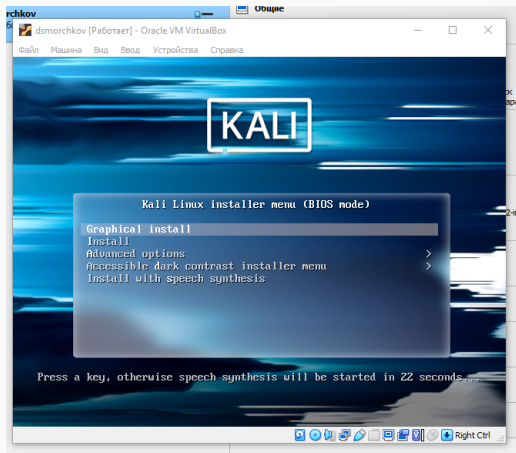 rchkov
Общие
dsmorchkov [Работает] - Oracle VM VirtualBox
Файл Машина Вид Ввод Устройства Справка
KALI
Kali Linux installer menu (BIOS mode)
Graphical install
Install
Advanced options >
Accessible dark contrast installer menu >
Install with speech synthesis
Press a key, otherwise speech synthesis will be started in 22 seconds...
Right Ctrl